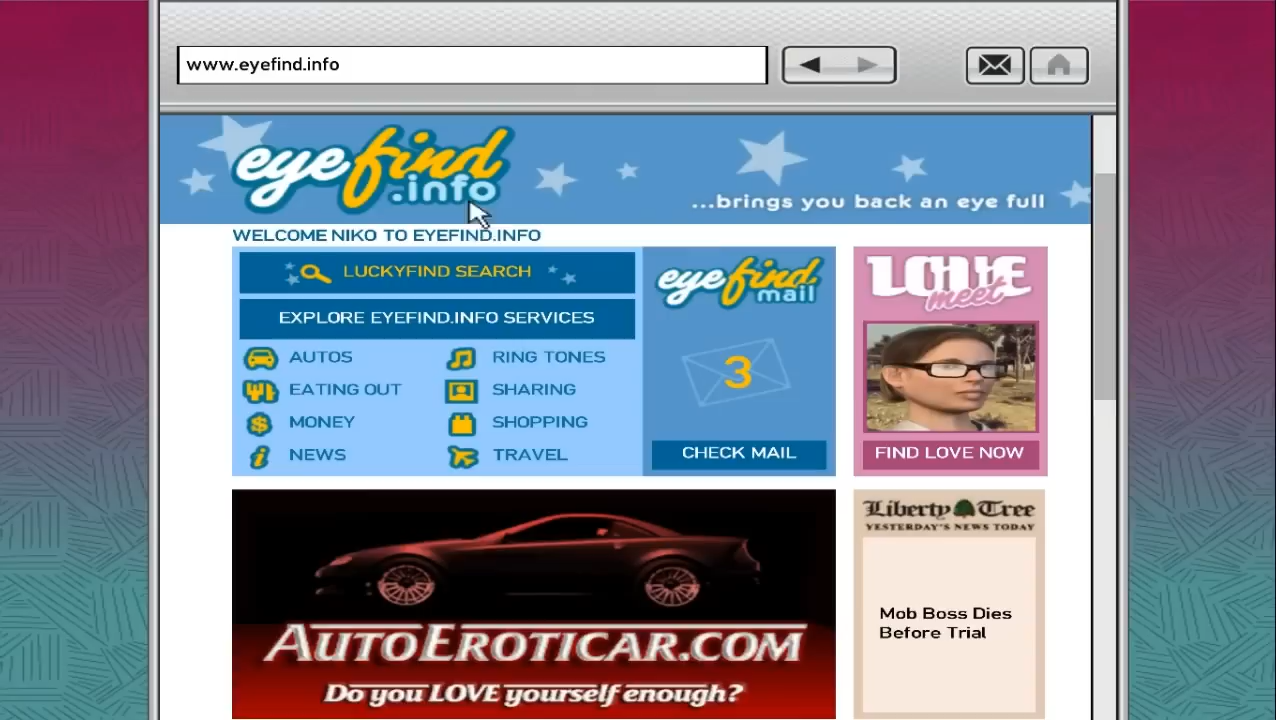 www.eyefind.info
eyefind
.info
...brings you back an eye full
WELCOME NIKO TO EYEFIND.INFO
LUCKYFIND SEARCH
EXPLORE EYEFIND.INFO SERVICES
AUTOS
RING TONES
EATING OUT
SHARING
MONEY
SHOPPING
NEWS
TRAVEL
eyefind
mail
3
CHECK MAIL
LOVE
meet
FIND LOVE NOW
AUTOEROTICAR.COM
Do you LOVE yourself enough?
Liberty Tree
YESTERDAY'S NEWS TODAY
Mob Boss Dies
Before Trial